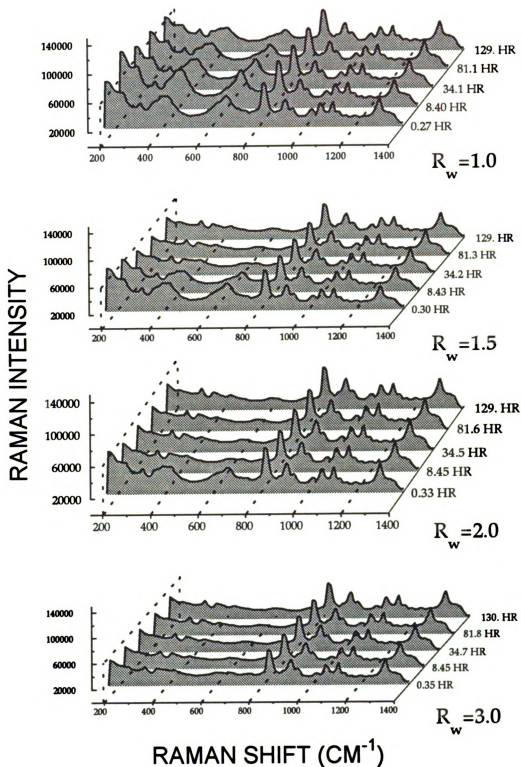 RAMAN INTENSITY
140000
100000
60000
20000
200 400 600 800 1000 1200 1400
129. HR
81.1 HR
34.1 HR
8.40 HR
0.27 HR
R_w=1.0
140000
100000
60000
20000
200 400 600 800 1000 1200 1400
129. HR
81.3 HR
34.2 HR
8.43 HR
0.30 HR
R_w=1.5
140000
100000
60000
20000
200 400 600 800 1000 1200 1400
129. HR
81.6 HR
34.5 HR
8.45 HR
0.33 HR
R_w=2.0
140000
100000
60000
20000
200 400 600 800 1000 1200 1400
130. HR
81.8 HR
34.7 HR
8.45 HR
0.35 HR
R_w=3.0
RAMAN SHIFT (CM⁻¹)